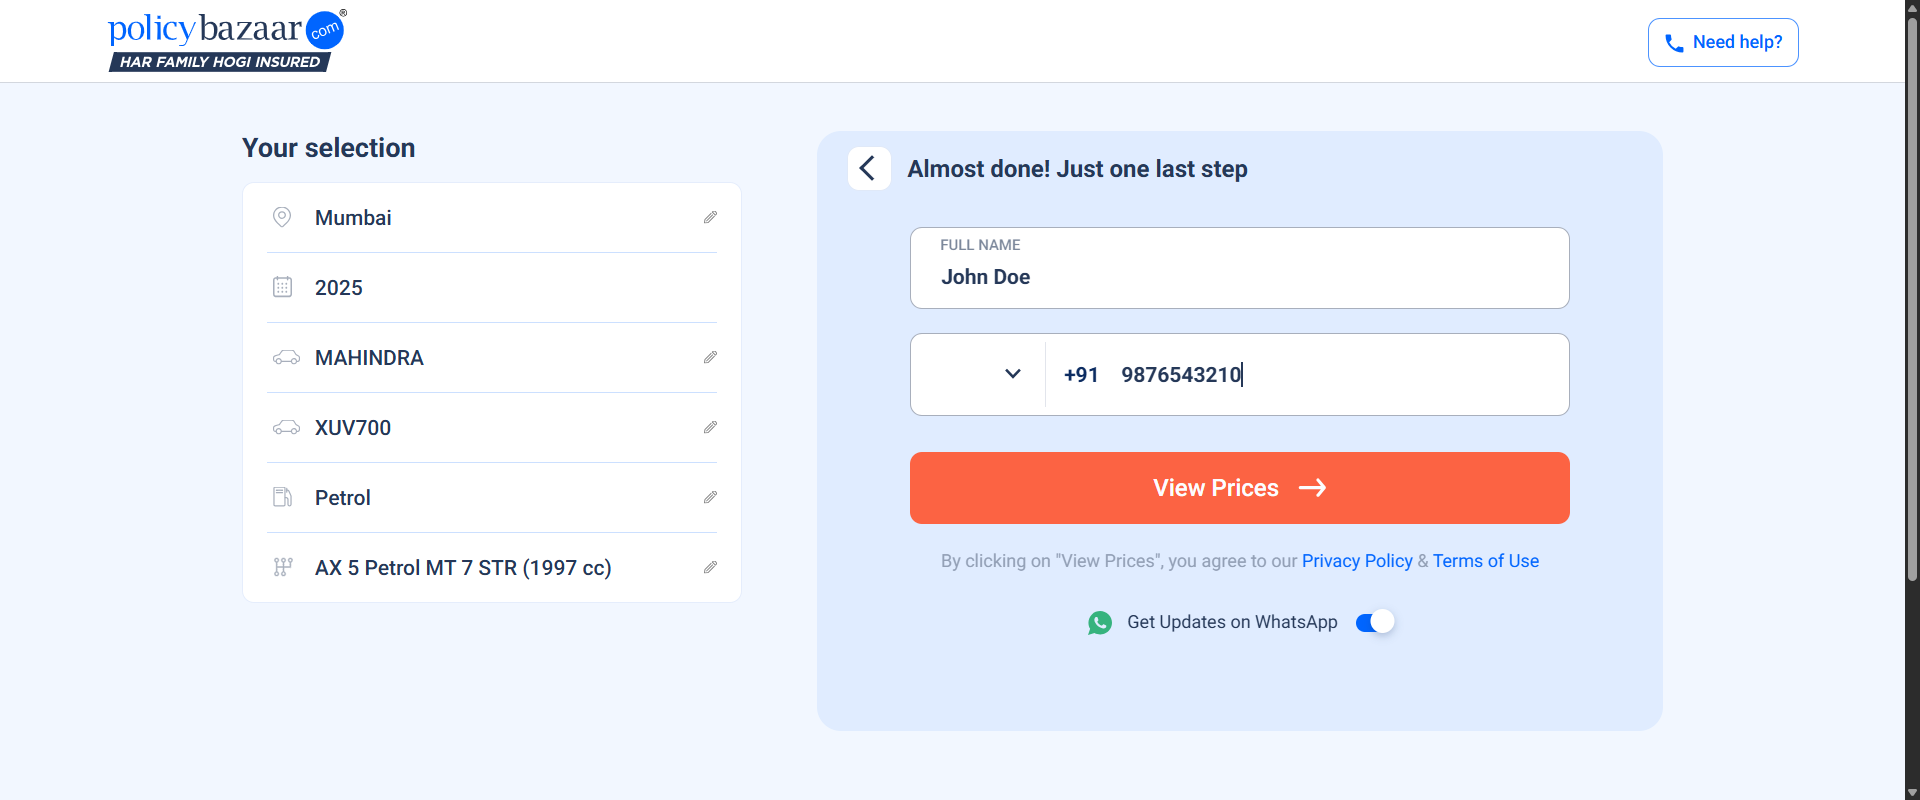 policybazaar com ®
HAR FAMILY HOGI INSURED
Need help?
Your selection
Mumbai
2025
MAHINDRA
XUV700
Petrol
AX 5 Petrol MT 7 STR (1997 cc)
Almost done! Just one last step
FULL NAME
John Doe
+91 9876543210
View Prices
By clicking on "View Prices", you agree to our Privacy Policy & Terms of Use
Get Updates on WhatsApp